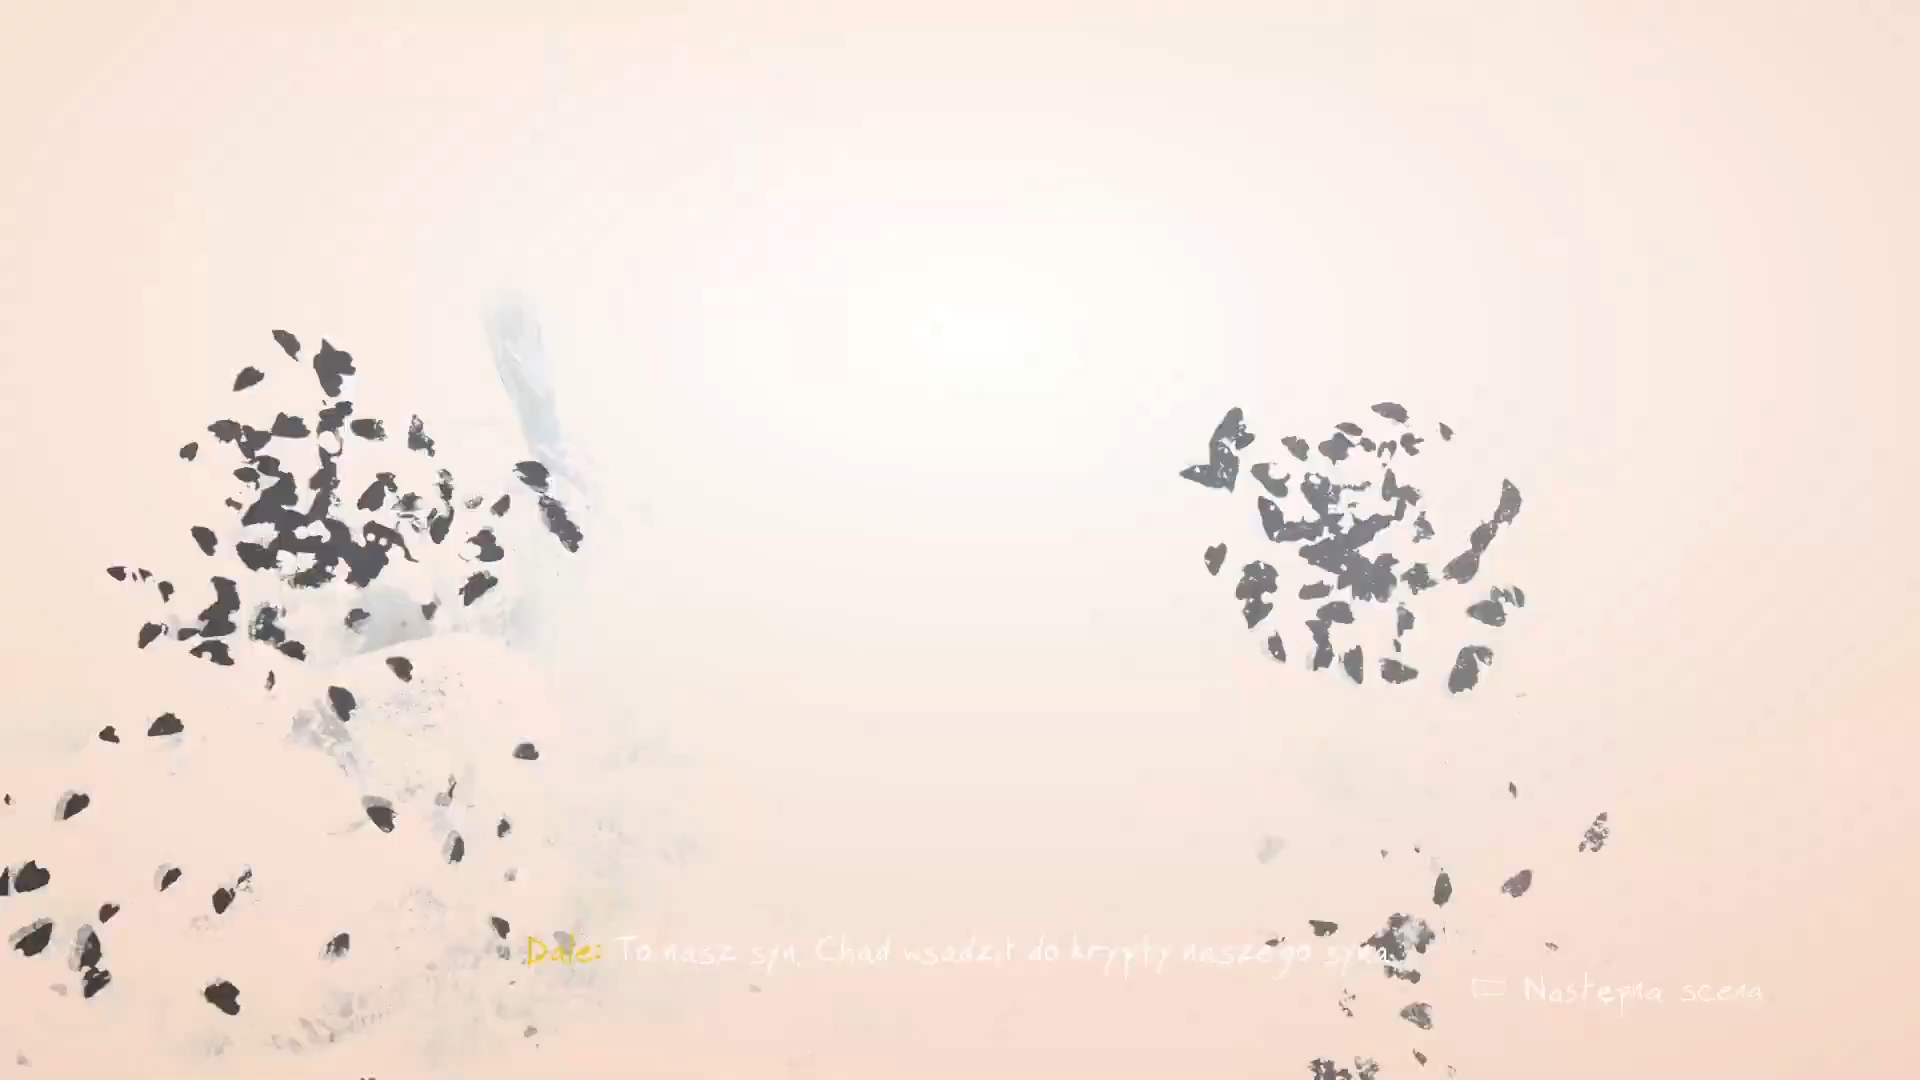 Dale: To nasz syn. Chad wsadził do krypty naszego syna.
Następna scena